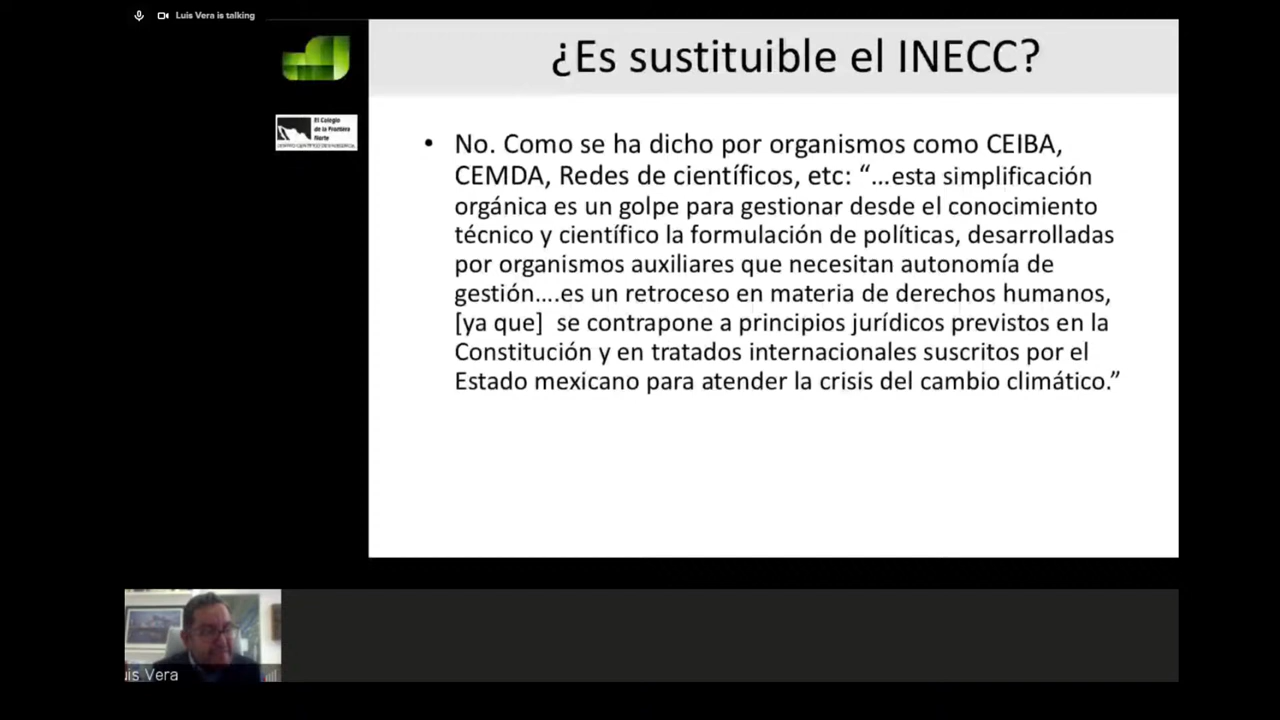 Luis Vera is talking
¿Es sustituible el INECC?
El Colegio
de la Frontera
Norte
• No. Como se ha dicho por organismos como CEIBA,
CEMDA, Redes de científicos, etc: “…esta simplificación
orgánica es un golpe para gestionar desde el conocimiento
técnico y científico la formulación de políticas, desarrolladas
por organismos auxiliares que necesitan autonomía de
gestión….es un retroceso en materia de derechos humanos,
[ya que] se contrapone a principios jurídicos previstos en la
Constitución y en tratados internacionales suscritos por el
Estado mexicano para atender la crisis del cambio climático.”
uis Vera